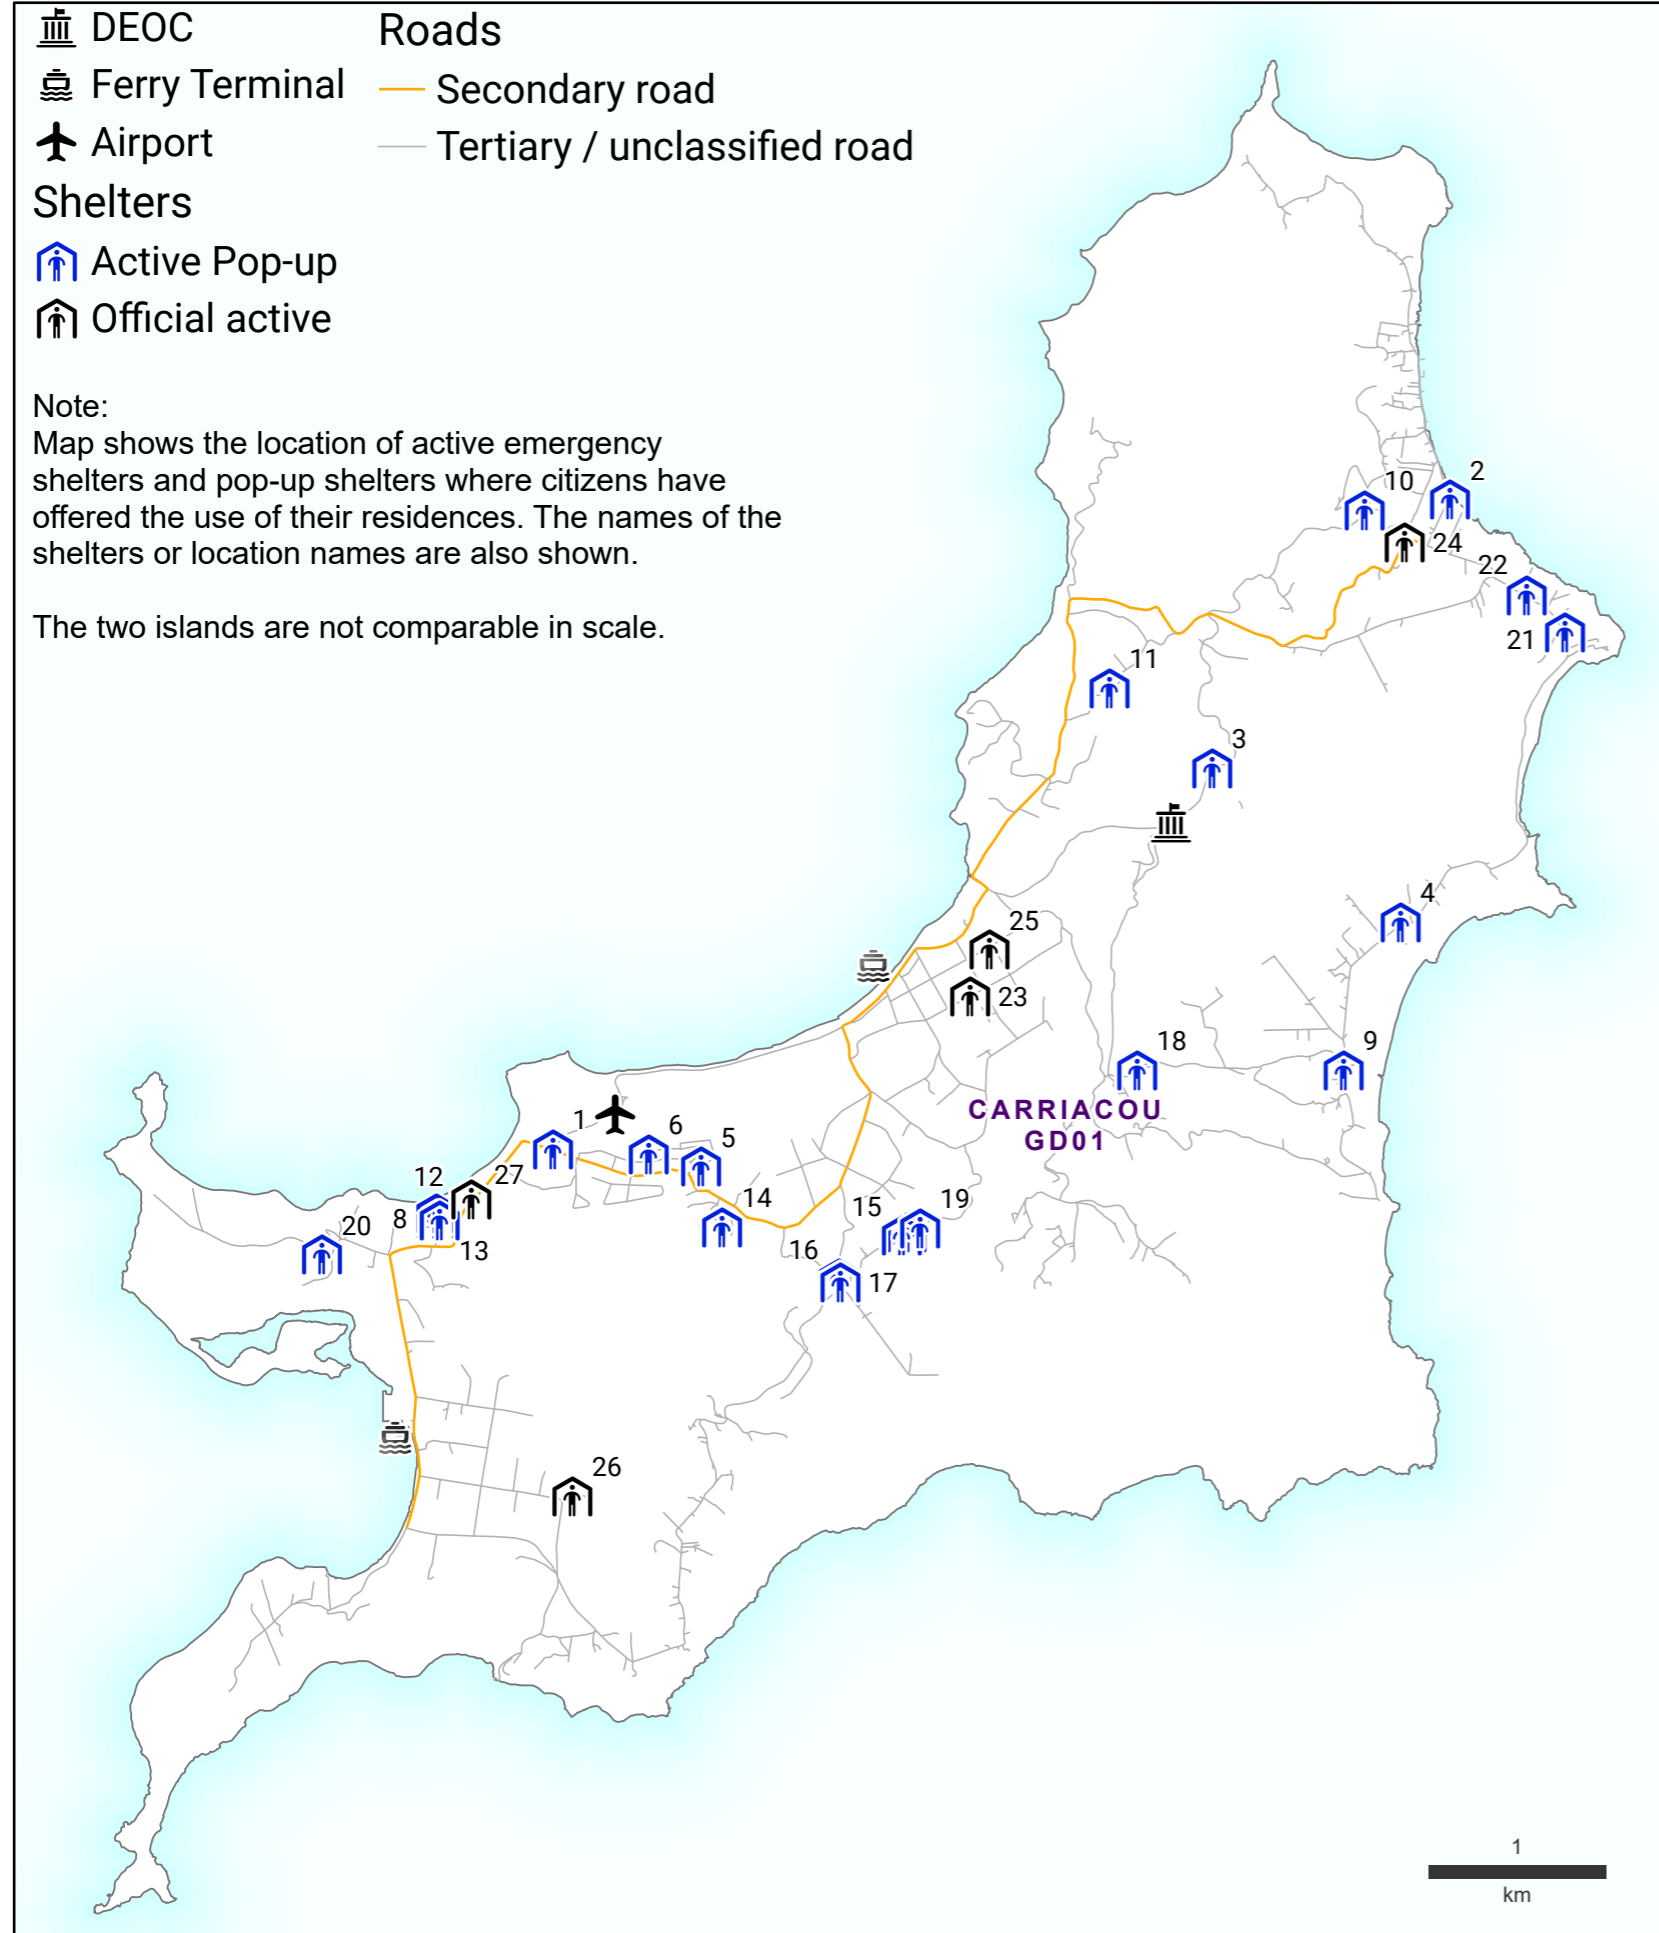 DEOC
Ferry Terminal
Airport
Shelters
Active Pop-up
Official active
Roads
Secondary road
Tertiary / unclassified road
Note:
Map shows the location of active emergency
shelters and pop-up shelters where citizens have
offered the use of their residences. The names of the
shelters or location names are also shown.
The two islands are not comparable in scale.
2
10
24
22
21
11
3
4
25
23
18
9
CARRIACOU
GD01
1
6
5
27
12
14
15
19
8
20
13
16
17
26
1
km